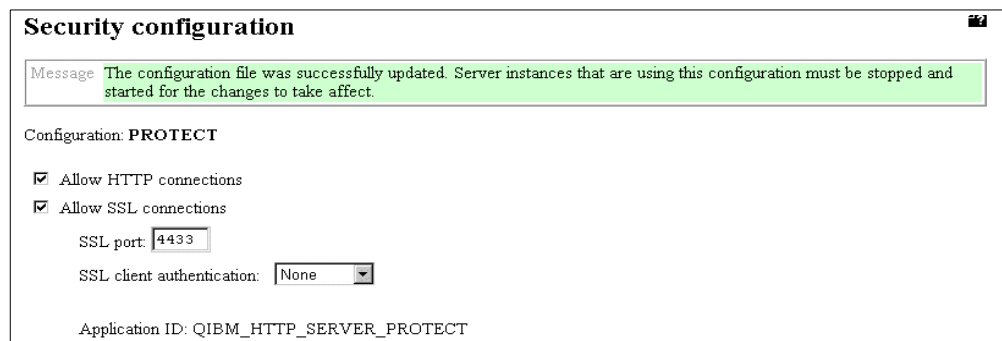 Security configuration
Message The configuration file was successfully updated. Server instances that are using this configuration must be stopped and
started for the changes to take affect.
Configuration: PROTECT
Allow HTTP connections
Allow SSL connections
SSL port: 4433
SSL client authentication: None
Application ID: QIBM_HTTP_SERVER_PROTECT